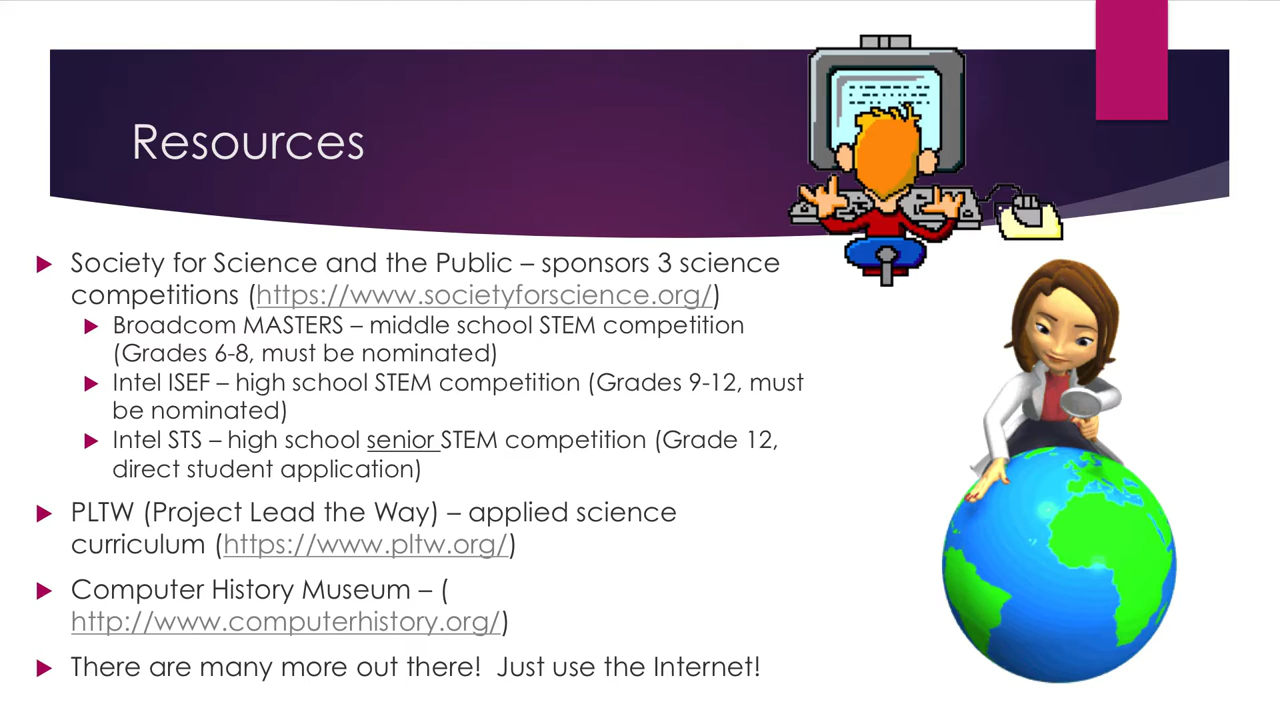 Resources
Society for Science and the Public – sponsors 3 science
competitions (https://www.societyforscience.org/)
Broadcom MASTERS – middle school STEM competition
(Grades 6-8, must be nominated)
Intel ISEF – high school STEM competition (Grades 9-12, must
be nominated)
Intel STS – high school senior STEM competition (Grade 12,
direct student application)
PLTW (Project Lead the Way) – applied science
curriculum (https://www.pltw.org/)
Computer History Museum – (
http://www.computerhistory.org/)
There are many more out there!  Just use the Internet!